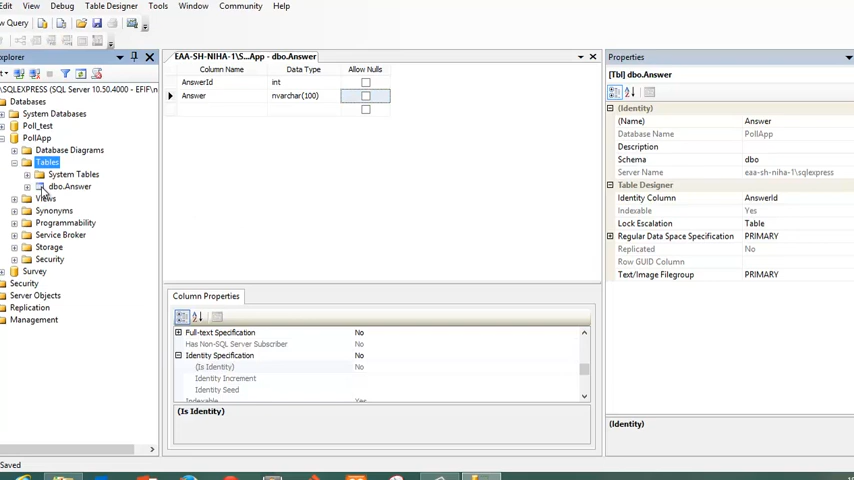 Edit View Debug Table Designer Tools Window Community Help
New Query
Explorer
\SQLEXPRESS (SQL Server 10.50.4000 - EFIF\n
Databases
System Databases
Poll_test
PollApp
Database Diagrams
Tables
System Tables
dbo.Answer
Views
Synonyms
Programmability
Service Broker
Storage
Security
Survey
Security
Server Objects
Replication
Management
EAA-SH-NIHA-1\S...App - dbo.Answer
Column Name Data Type Allow Nulls
AnswerId int
Answer nvarchar(100)
Column Properties
Full-text Specification No
Has Non-SQL Server Subscriber No
Identity Specification No
(Is Identity) No
Identity Increment
Identity Seed
Indexable Yes
(Is Identity)
Properties
[Tbl] dbo.Answer
(Identity)
(Name) Answer
Database Name PollApp
Description
Schema dbo
Server Name eaa-sh-niha-1\sqlexpress
Table Designer
Identity Column AnswerId
Indexable Yes
Lock Escalation Table
Regular Data Space Specification PRIMARY
Replicated No
Row GUID Column
Text/Image Filegroup PRIMARY
(Identity)
Saved